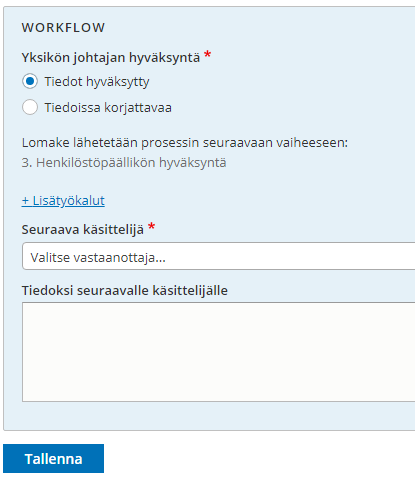 WORKFLOW
Yksikön johtajan hyväksyntä *
Tiedot hyväksytty
Tiedoissa korjattavaa
Lomake lähetetään prosessin seuraavaan vaiheeseen:
3. Henkilöstöpäällikön hyväksyntä
+ Lisätyökalut
Seuraava käsittelijä *
Valitse vastaanottaja...
Tiedoksi seuraavalle käsittelijälle
Tallenna